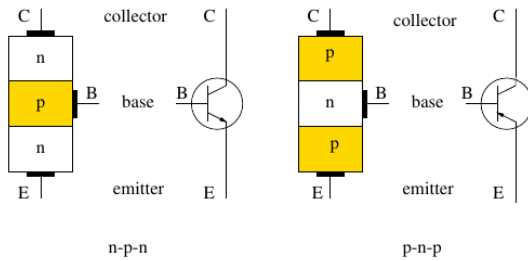 C collector C C collector C
n p
p B base B n B base B
n p
E emitter E E emitter E
n-p-n p-n-p